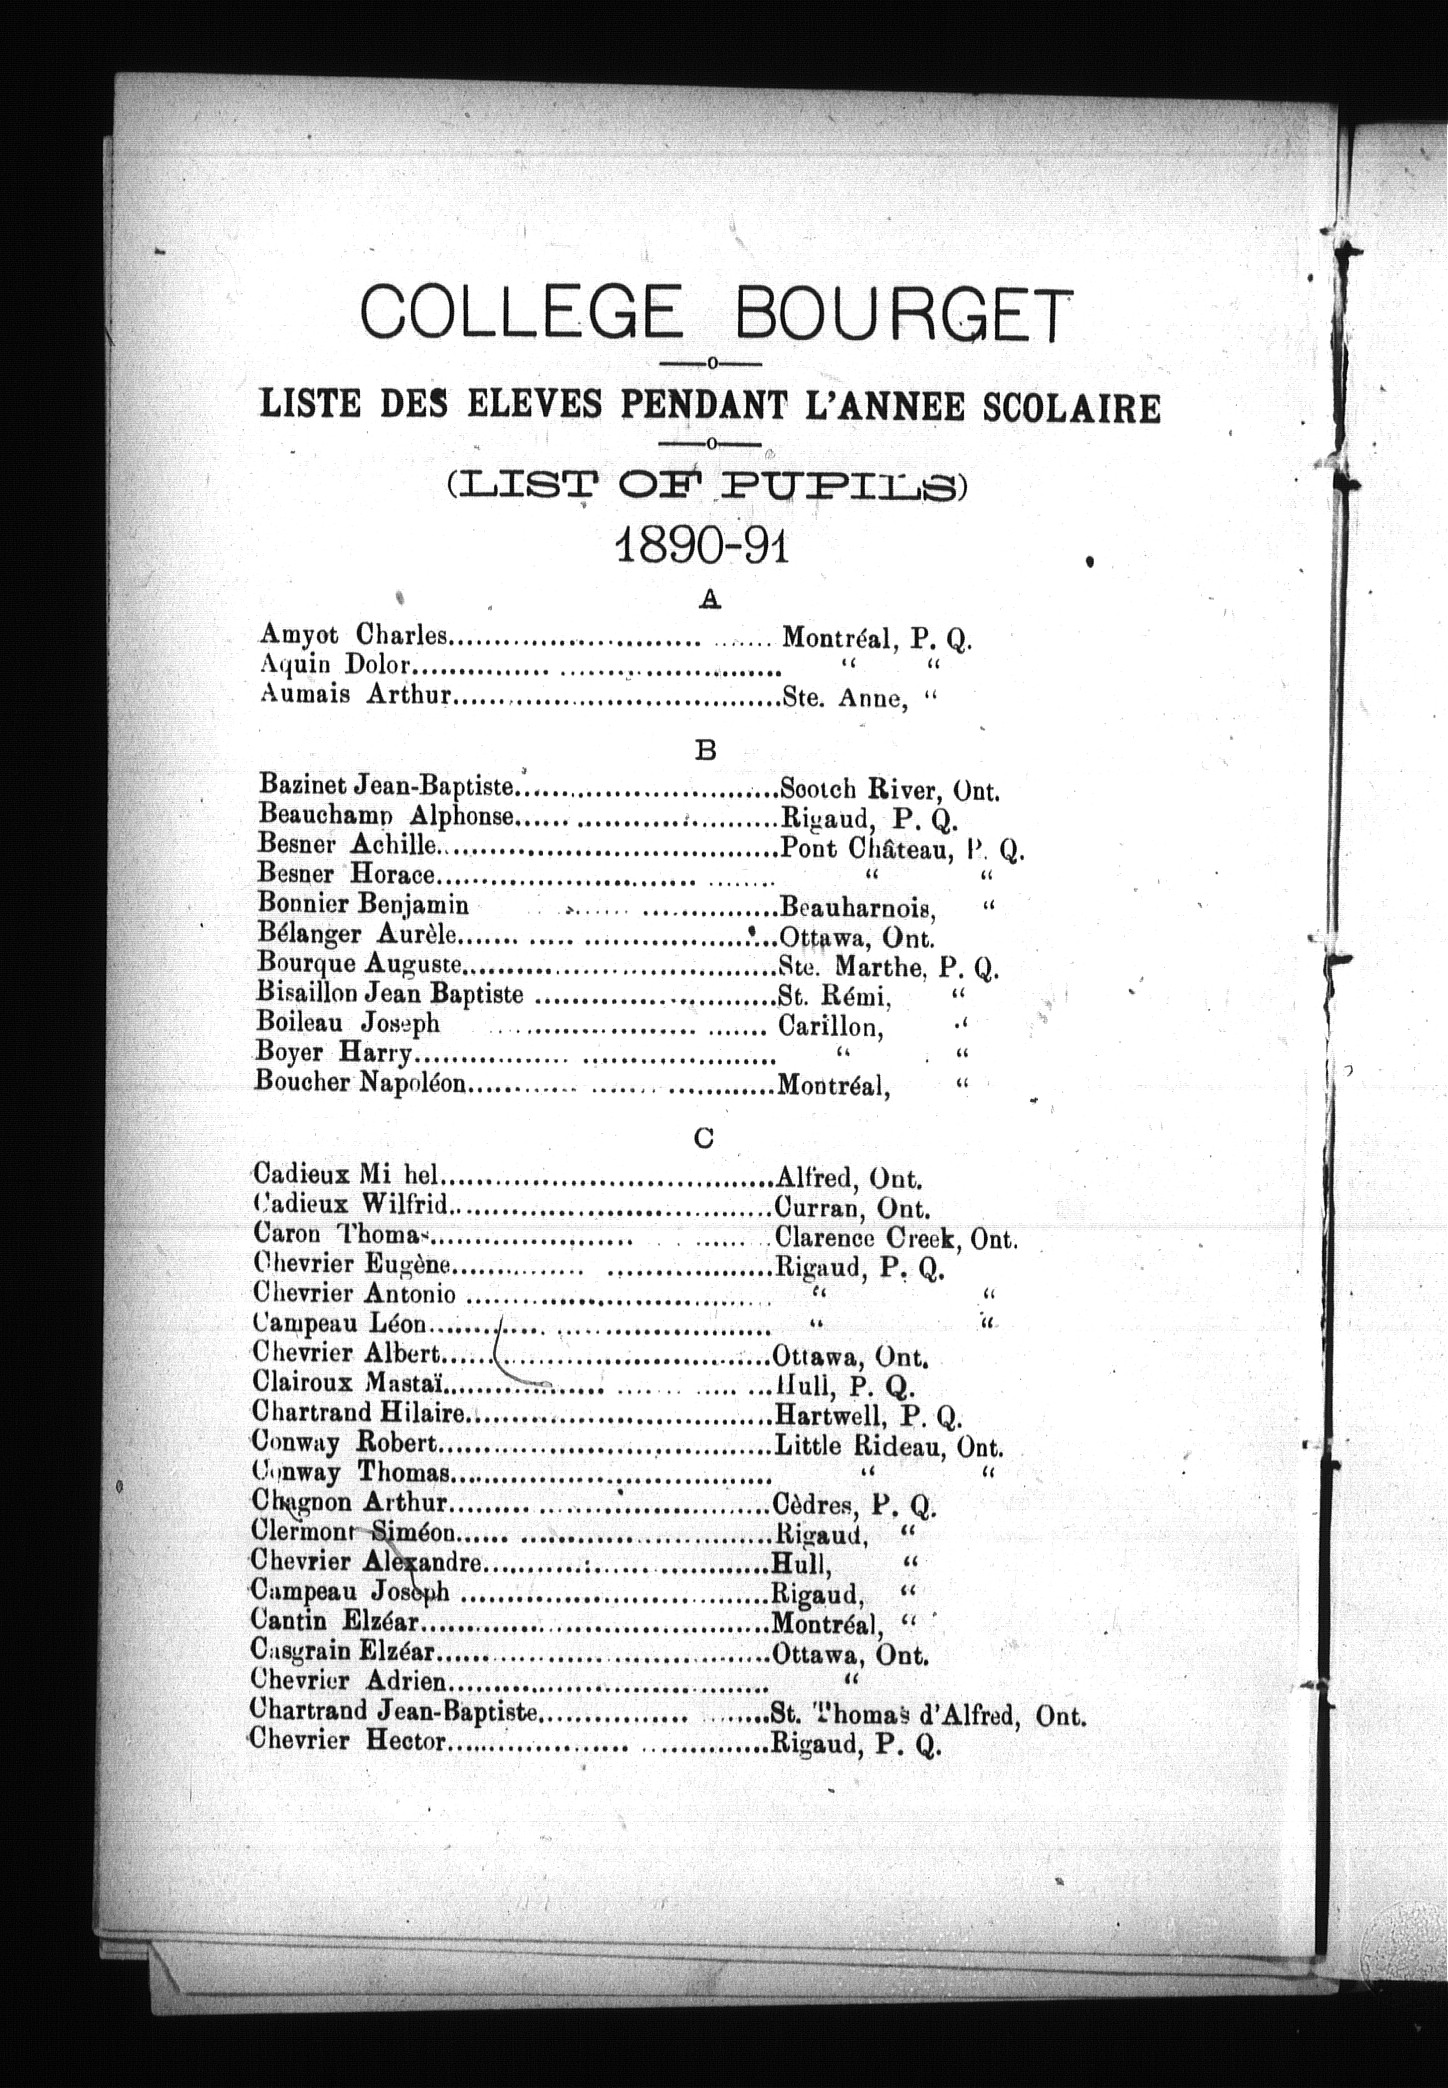 COLLEGE BOURGET
—o—
LISTE DES ELEVES PENDANT L'ANNEE SCOLAIRE
—o—
(LIST OF PUPILS)
1890-91
A
Amyot Charles.................................... Montréal, P. Q.
Aquin Dolor.................................... “ “
Aumais Arthur....................................Ste. Anne, “
B
Bazinet Jean-Baptiste..............................Scotch River, Ont.
Beauchamp Alphonse..............................Rigaud, P. Q.
Besner Achille....................................Pont Château, P. Q.
Besner Horace.................................... “ “
Bonnier Benjamin ..............................Beauharnois, “
Bélanger Aurèle..................................Ottawa, Ont.
Bourque Auguste..................................Ste. Marthe, P. Q.
Bisaillon Jean Baptiste ...........................St. Rémi, “
Boileau Joseph .............................. Carillon, “
Boyer Harry.................................... “ “
Boucher Napoléon..................................Montréal, “
C
Cadieux Mi hel....................................Alfred, Ont.
Cadieux Wilfrid....................................Curran, Ont.
Caron Thomas....................................Clarence Creek, Ont.
Chevrier Eugène..................................Rigaud, P. Q.
Chevrier Antonio .................................. “ “
Campeau Léon.................................... “ “
Chevrier Albert....................................Ottawa, Ont.
Clairoux Mastaï....................................Hull, P. Q.
Chartrand Hilaire..................................Hartwell, P. Q.
Conway Robert....................................Little Rideau, Ont.
Conway Thomas.................................... “ “
Chagnon Arthur....................................Cèdres, P. Q.
Clermont Siméon..................................Rigaud, “
Chevrier Alexandre................................Hull, “
Campeau Joseph ..................................Rigaud, “
Cantin Elzéar....................................Montréal, “
Casgrain Elzéar....................................Ottawa, Ont.
Chevrier Adrien.................................... “
Chartrand Jean-Baptiste...........................St. Thomas d'Alfred, Ont.
Chevrier Hector....................................Rigaud, P. Q.